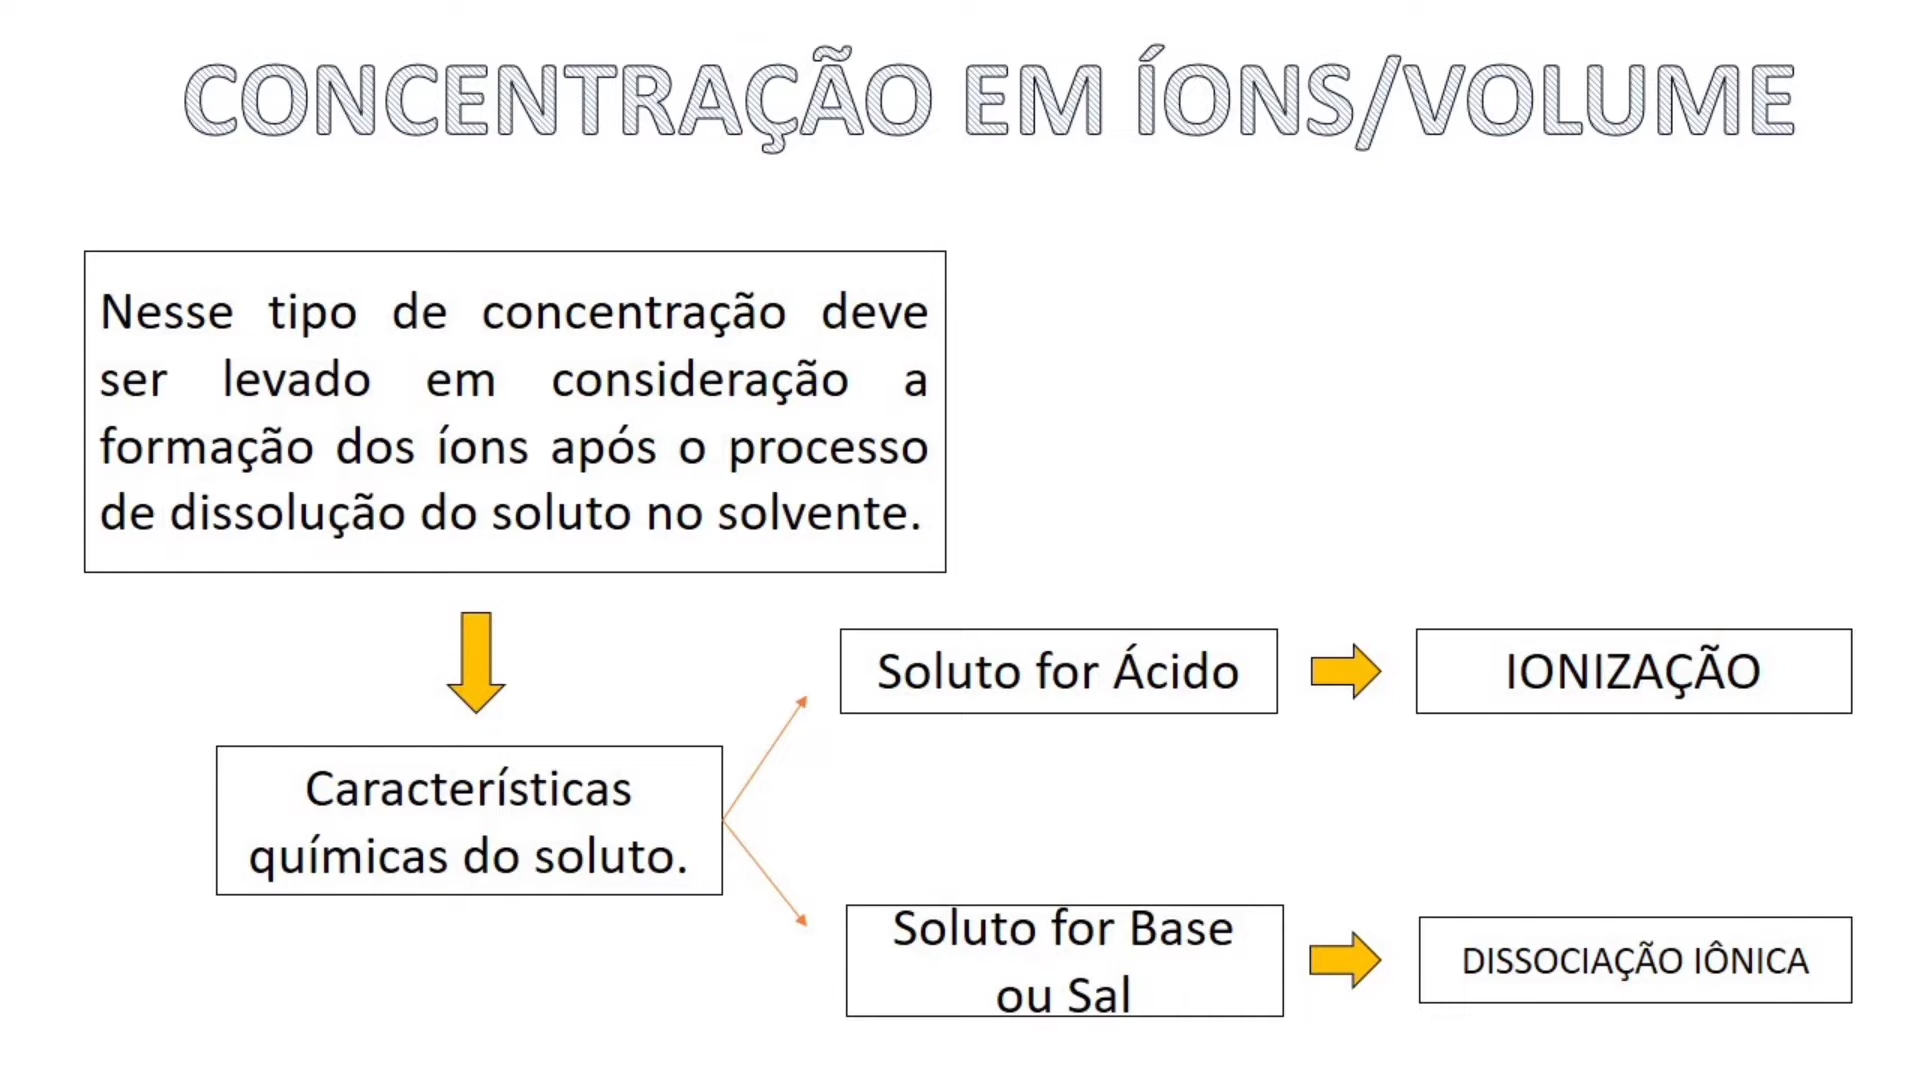 CONCENTRAÇÃO EM ÍONS/VOLUME
Nesse tipo de concentração deve
ser levado em consideração a
formação dos íons após o processo
de dissolução do soluto no solvente.
Soluto for Ácido
IONIZAÇÃO
Características
químicas do soluto.
Soluto for Base
ou Sal
DISSOCIAÇÃO IÔNICA